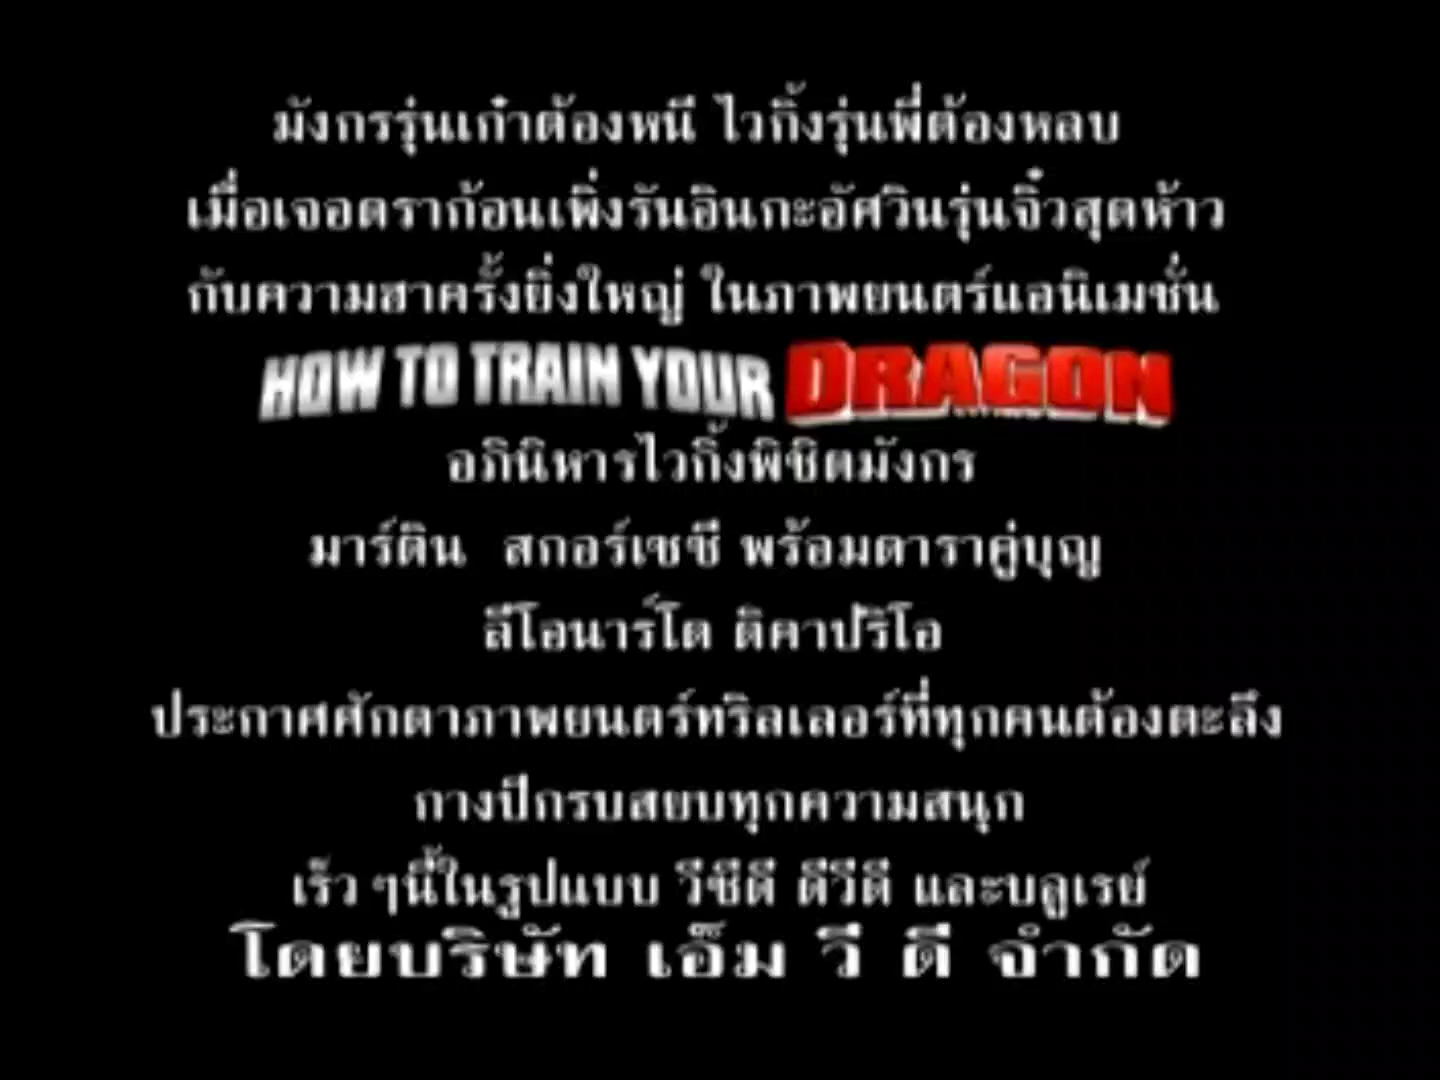 มังกรรุ่นเก๋าต้องหนี ไวกิ้งรุ่นพี่ต้องหลบ
เมื่อเจอดราก้อนเพิ่งรันอินกะอัศวินรุ่นจิ๋วสุดห้าว
กับความฮาครั้งยิ่งใหญ่ ในภาพยนตร์แอนิเมชั่น
HOW TO TRAIN YOUR DRAGON
อภินิหารไวกิ้งพิชิตมังกร
มาร์ติน สกอร์เซซี พร้อมดาราคู่บุญ
ลีโอนาร์โด ดิคาปริโอ
ประกาศศักดาภาพยนตร์ทริลเลอร์ที่ทุกคนต้องตะลึง
กางปีกรบสยบทุกความสนุก
เร็วๆนี้ในรูปแบบ วีซีดี ดีวีดี และบลูเรย์
โดยบริษัท เอ็ม วี ดี จำกัด